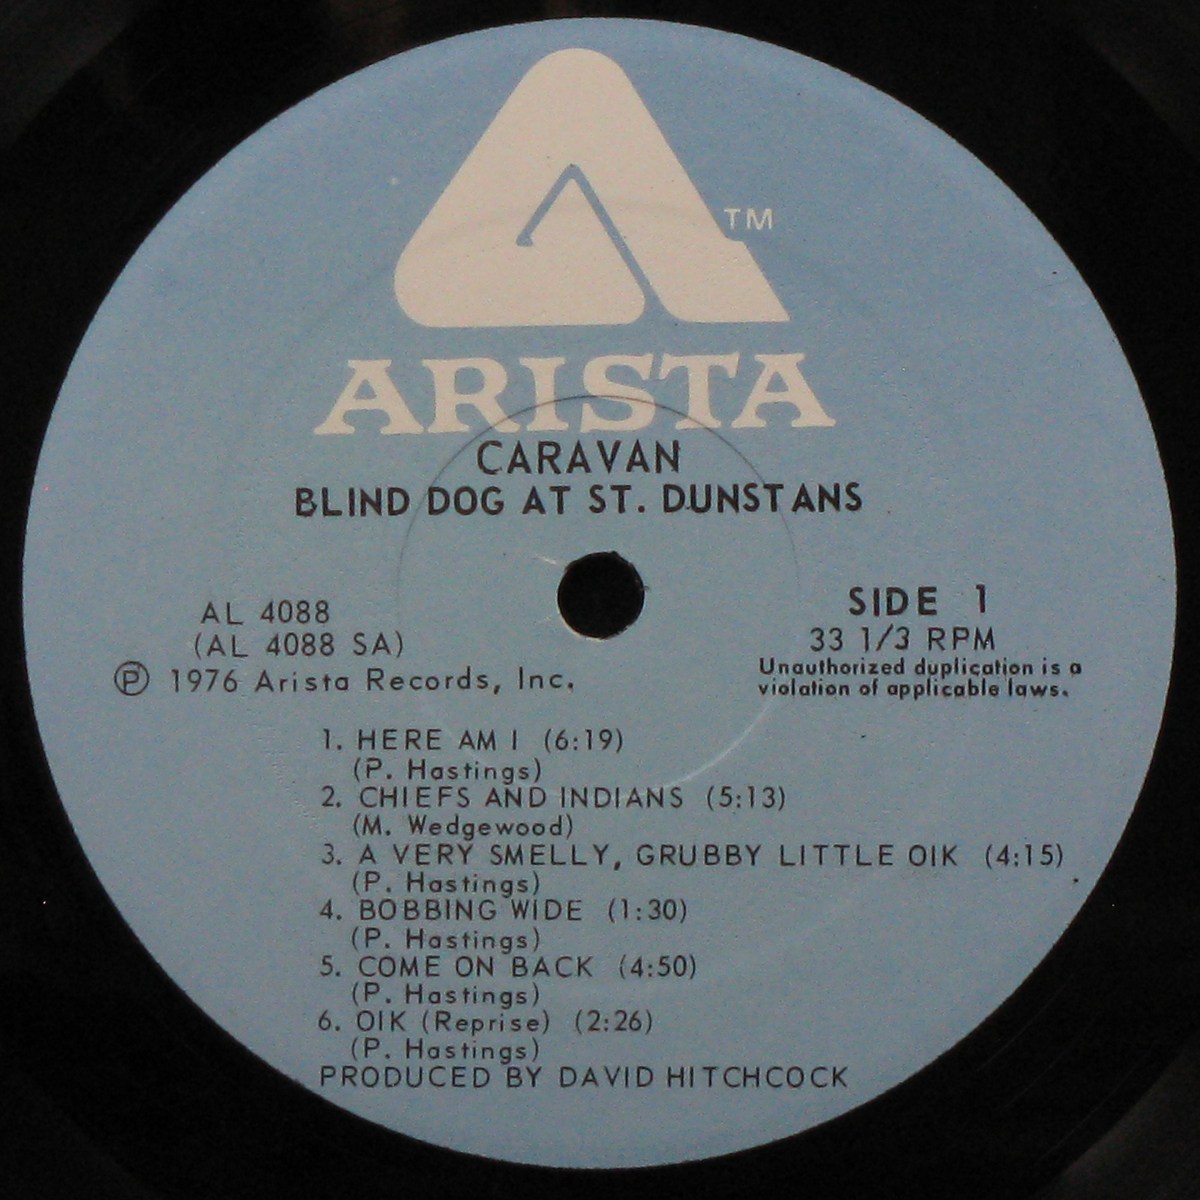 TM
ARISTA
CARAVAN
BLIND DOG AT ST. DUNSTANS
AL 4088
(AL 4088 SA)
Ⓟ 1976 Arista Records, Inc.
SIDE 1
33 1/3 RPM
Unauthorized duplication is a
violation of applicable laws.
1. HERE AM I (6:19)
(P. Hastings)
2. CHIEFS AND INDIANS (5:13)
(M. Wedgewood)
3. A VERY SMELLY, GRUBBY LITTLE OIK (4:15)
(P. Hastings)
4. BOBBING WIDE (1:30)
(P. Hastings)
5. COME ON BACK (4:50)
(P. Hastings)
6. OIK (Reprise) (2:26)
(P. Hastings)
PRODUCED BY DAVID HITCHCOCK